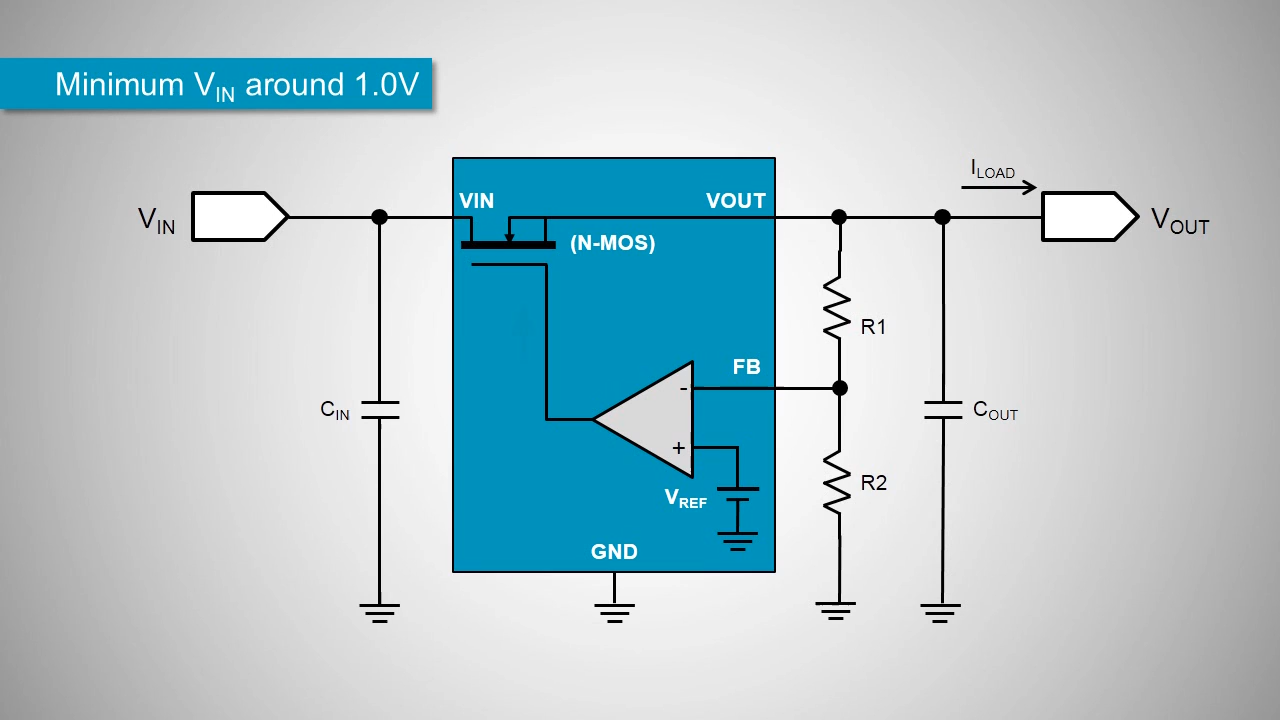 Minimum VIN around 1.0V
ILOAD
VIN
VIN
VOUT
VOUT
(N-MOS)
R1
FB
-
CIN
COUT
+
R2
VREF
GND